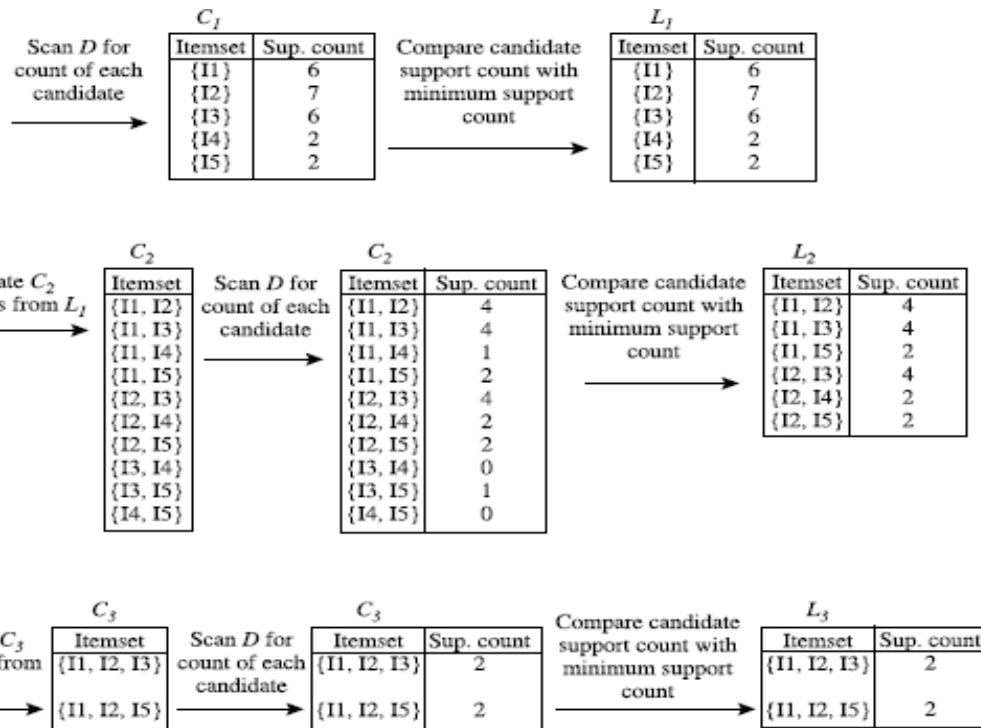 C1
L1
Scan D for
count of each
candidate
Itemset Sup. count
{I1} 6
{I2} 7
{I3} 6
{I4} 2
{I5} 2
Compare candidate
support count with
minimum support
count
Itemset Sup. count
{I1} 6
{I2} 7
{I3} 6
{I4} 2
{I5} 2
ate C2
s from L1
C2
Itemset
{I1, I2}
{I1, I3}
{I1, I4}
{I1, I5}
{I2, I3}
{I2, I4}
{I2, I5}
{I3, I4}
{I3, I5}
{I4, I5}
Scan D for
count of each
candidate
C2
Itemset Sup. count
{I1, I2} 4
{I1, I3} 4
{I1, I4} 1
{I1, I5} 2
{I2, I3} 4
{I2, I4} 2
{I2, I5} 2
{I3, I4} 0
{I3, I5} 1
{I4, I5} 0
Compare candidate
support count with
minimum support
count
L2
Itemset Sup. count
{I1, I2} 4
{I1, I3} 4
{I1, I5} 2
{I2, I3} 4
{I2, I4} 2
{I2, I5} 2
C3
from
C3
Itemset
{I1, I2, I3}
{I1, I2, I5}
Scan D for
count of each
candidate
C3
Itemset Sup. count
{I1, I2, I3} 2
{I1, I2, I5} 2
Compare candidate
support count with
minimum support
count
L3
Itemset Sup. count
{I1, I2, I3} 2
{I1, I2, I5} 2